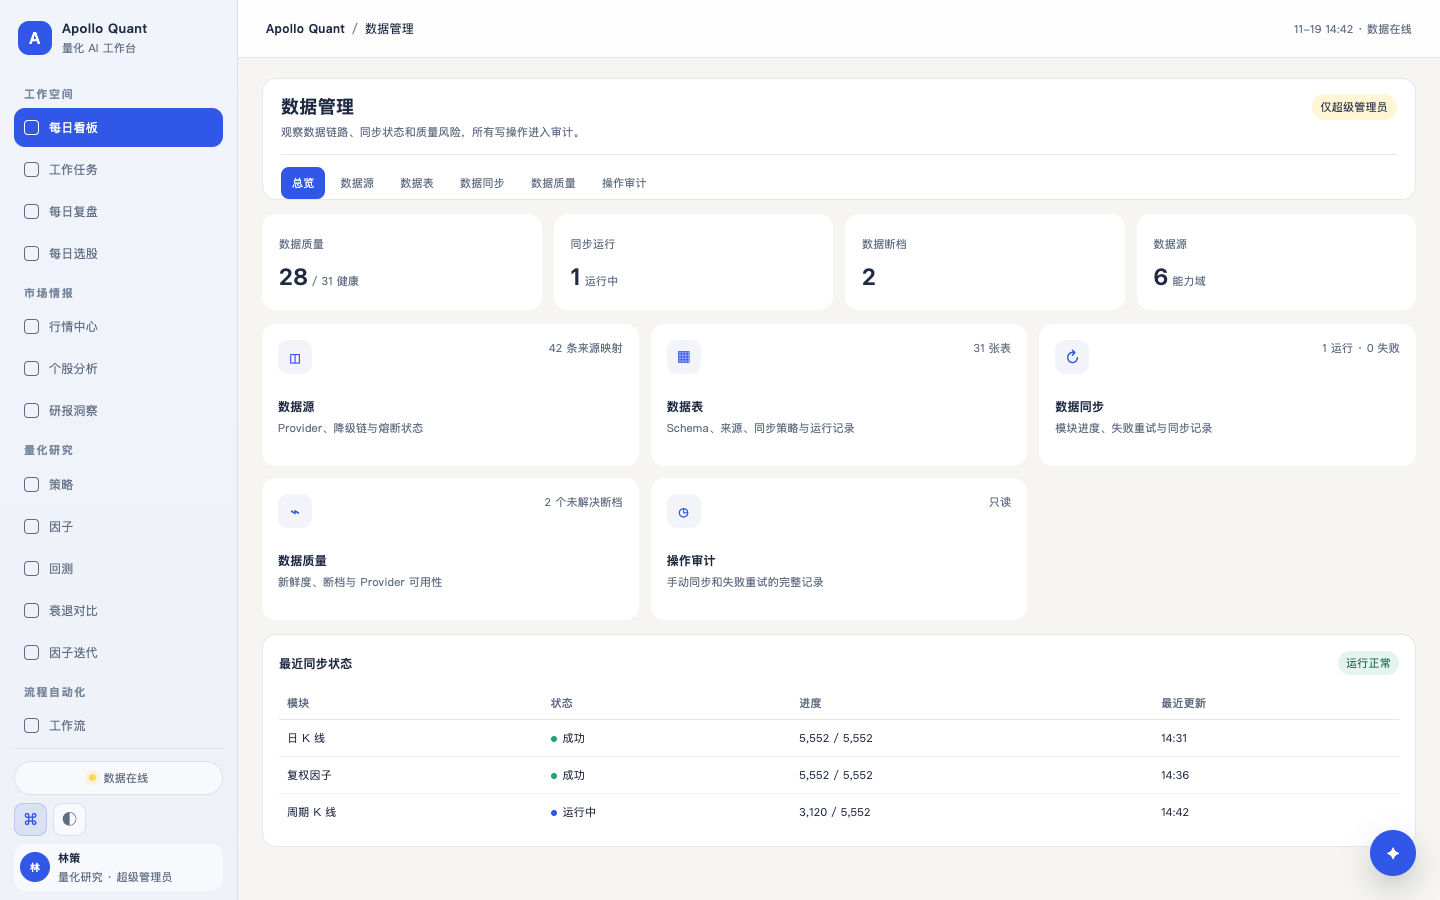 A
Apollo Quant
量化 AI 工作台
工作空间
每日看板
工作任务
每日复盘
每日选股
市场情报
行情中心
个股分析
研报洞察
量化研究
策略
因子
回测
衰退对比
因子迭代
流程自动化
工作流
数据在线
林
林策
量化研究 · 超级管理员
Apollo Quant / 数据管理
11-19 14:42 · 数据在线
数据管理
仅超级管理员
观察数据链路、同步状态和质量风险，所有写操作进入审计。
总览 数据源 数据表 数据同步 数据质量 操作审计
数据质量
28 / 31 健康
同步运行
1 运行中
数据断档
2
数据源
6 能力域
42 条来源映射
数据源
Provider、降级链与熔断状态
31 张表
数据表
Schema、来源、同步策略与运行记录
1 运行 · 0 失败
数据同步
模块进度、失败重试与同步记录
2 个未解决断档
数据质量
新鲜度、断档与 Provider 可用性
只读
操作审计
手动同步和失败重试的完整记录
最近同步状态
运行正常
模块 状态 进度 最近更新
日 K 线 成功 5,552 / 5,552 14:31
复权因子 成功 5,552 / 5,552 14:36
周期 K 线 运行中 3,120 / 5,552 14:42